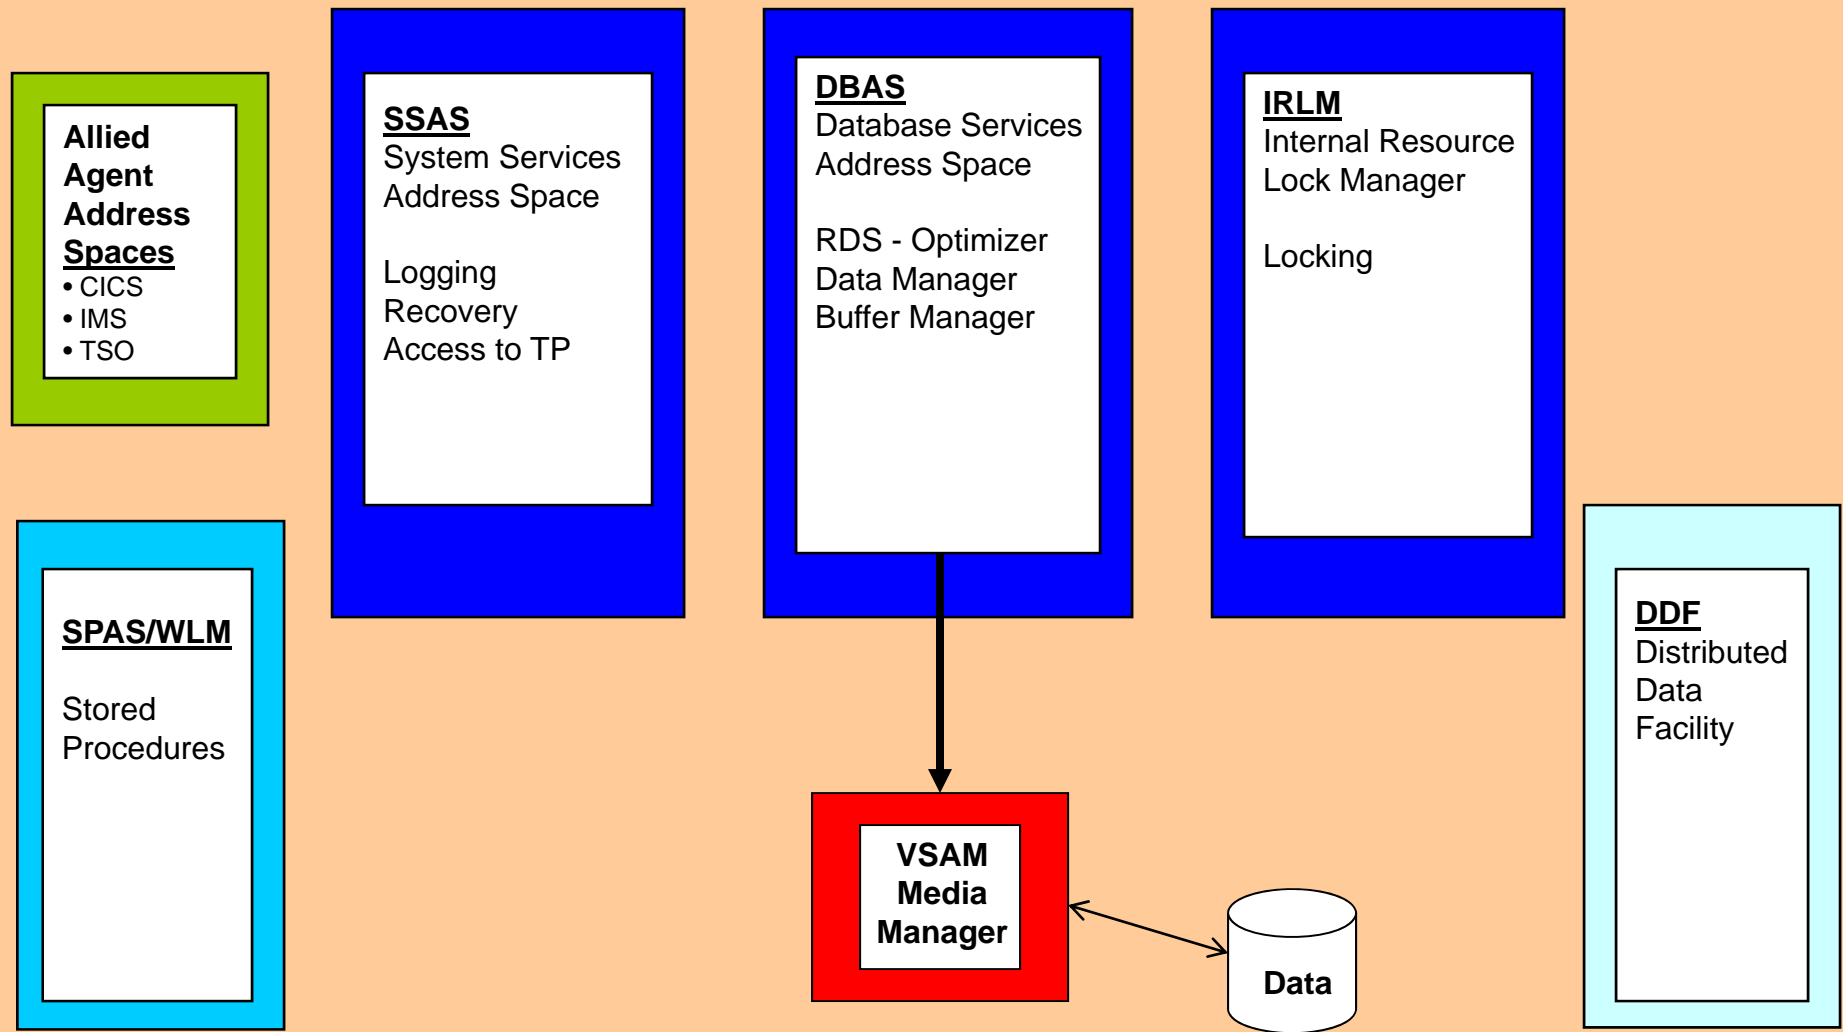 Allied
Agent
Address
Spaces
• CICS
• IMS
• TSO
SSAS
System Services
Address Space
Logging
Recovery
Access to TP
DBAS
Database Services
Address Space
RDS - Optimizer
Data Manager
Buffer Manager
IRLM
Internal Resource
Lock Manager
Locking
SPAS/WLM
Stored
Procedures
VSAM
Media
Manager
Data
DDF
Distributed
Data
Facility